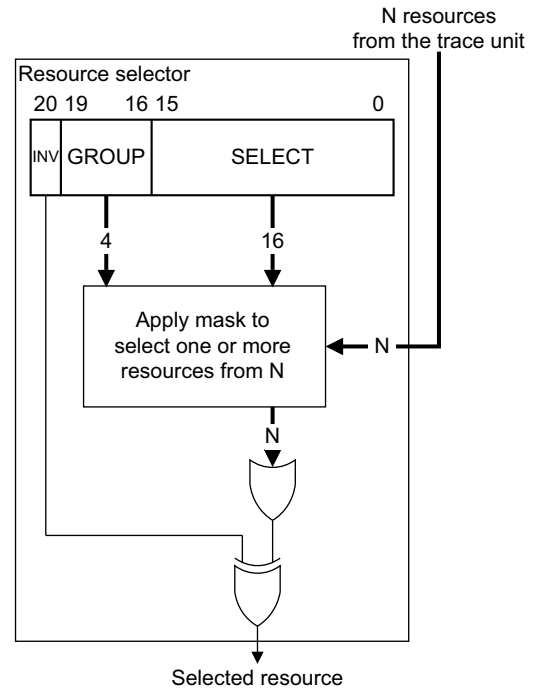 N resources
from the trace unit
Resource selector
20 19 16 15 0
INV GROUP SELECT
4 16
Apply mask to
select one or more
resources from N
N
N
Selected resource